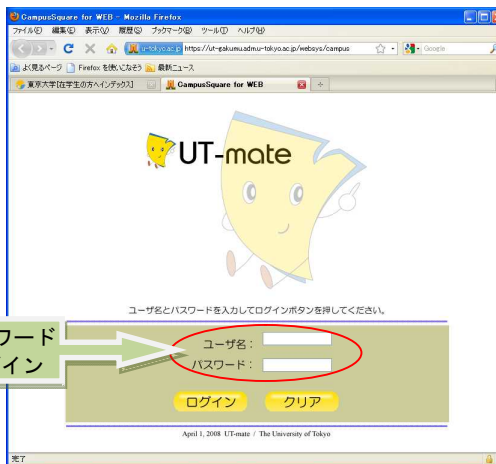 CampusSquare for WEB - Mozilla Firefox
ファイル(F) 編集(E) 表示(V) 履歴(S) ブックマーク(B) ツール(T) ヘルプ(H)
u-tokyo.ac.jp https://ut-gakumu.adm.u-tokyo.ac.jp/websys/campus
Google
よく見るページ Firefox を使いこなそう 最新ニュース
東京大学[在学生の方へインデックス] CampusSquare for WEB
UT-mate
ユーザ名とパスワードを入力してログインボタンを押してください。
ワード
イン
ユーザ名：
パスワード：
ログイン クリア
April 1, 2008 UT-mate / The University of Tokyo
完了